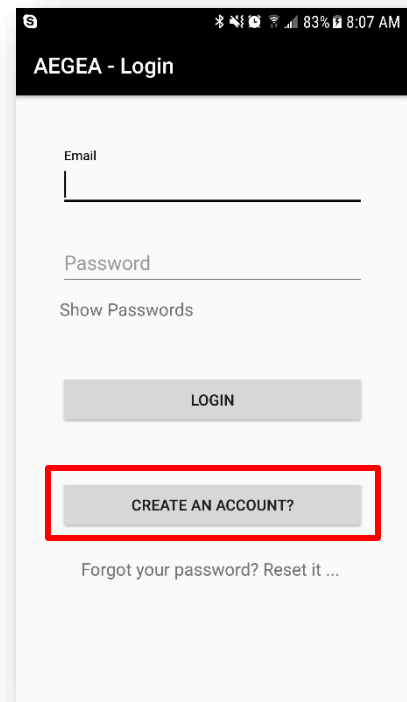 83% 8:07 AM
AEGEA - Login
Email
Password
Show Passwords
LOGIN
CREATE AN ACCOUNT?
Forgot your password? Reset it ...